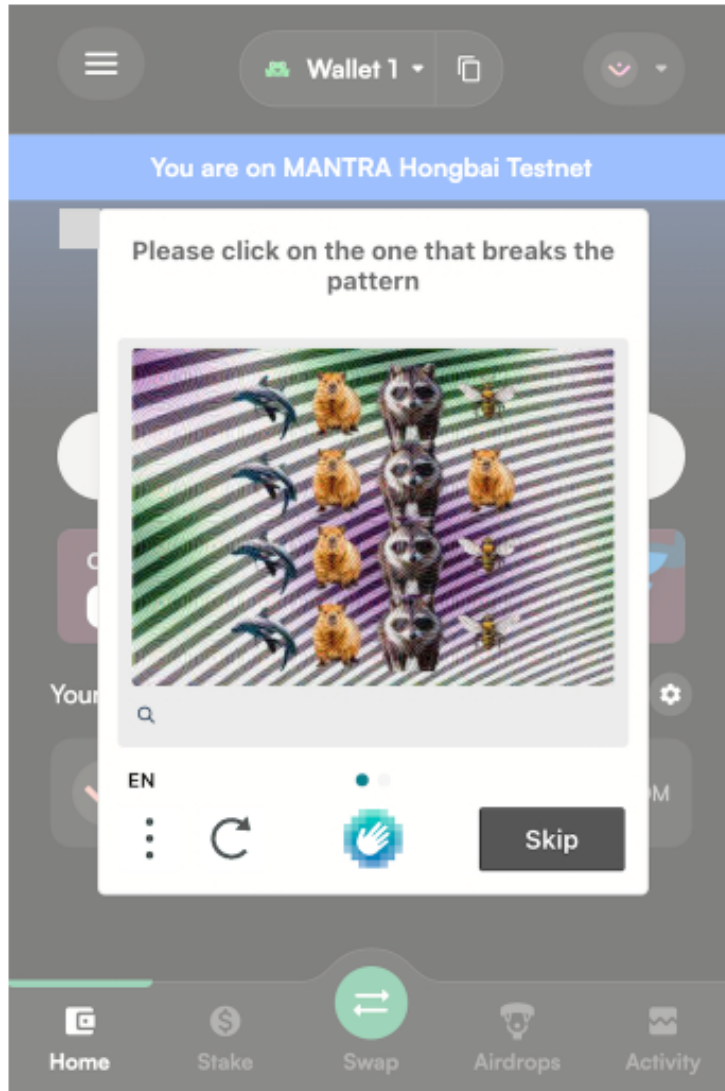 Wallet 1
You are on MANTRA Hongbai Testnet
Please click on the one that breaks the
pattern
Your
EN
Skip
Home
Stake
Swap
Airdrops
Activity